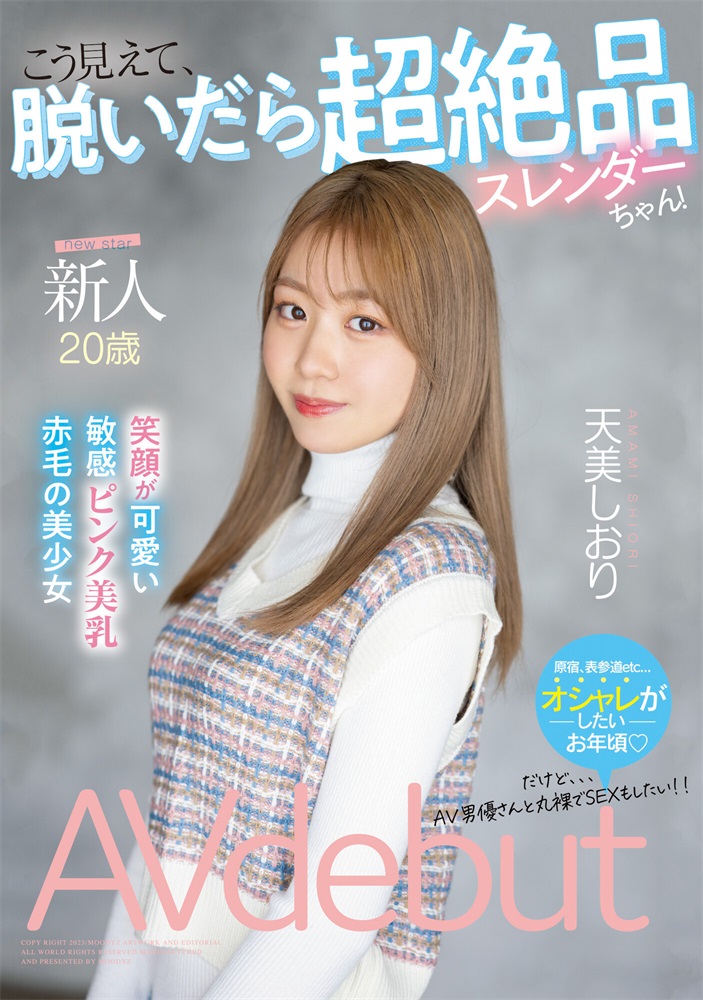 こう見えて、
脱いだら超絶品
スレンダー
ちゃん!
new star
新人
20歳
笑顔が可愛い
敏感ピンク美乳
赤毛の美少女
天美しおり
AMAMI SHIORI
原宿、表参道etc...
オシャレが
したい
お年頃♡
だけど、、、
AV男優さんと丸裸でSEXもしたい!!
AVdebut
ALL WORLD RIGHTS